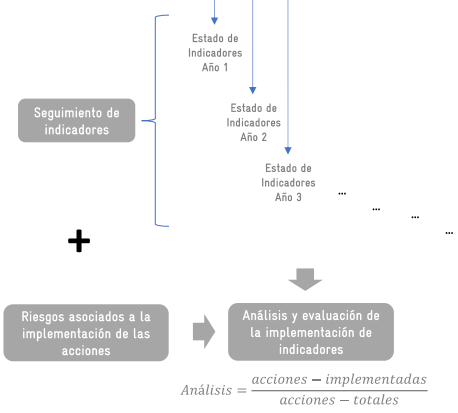 Estado de
Indicadores
Año 1
Seguimiento de
indicadores
Estado de
Indicadores
Año 2
Estado de
Indicadores
Año 3
...
...
...
...
+
Riesgos asociados a la
implementación de las
acciones
Análisis y evaluación de
la implementación de
indicadores
Análisis = acciones − implementadas / acciones − totales